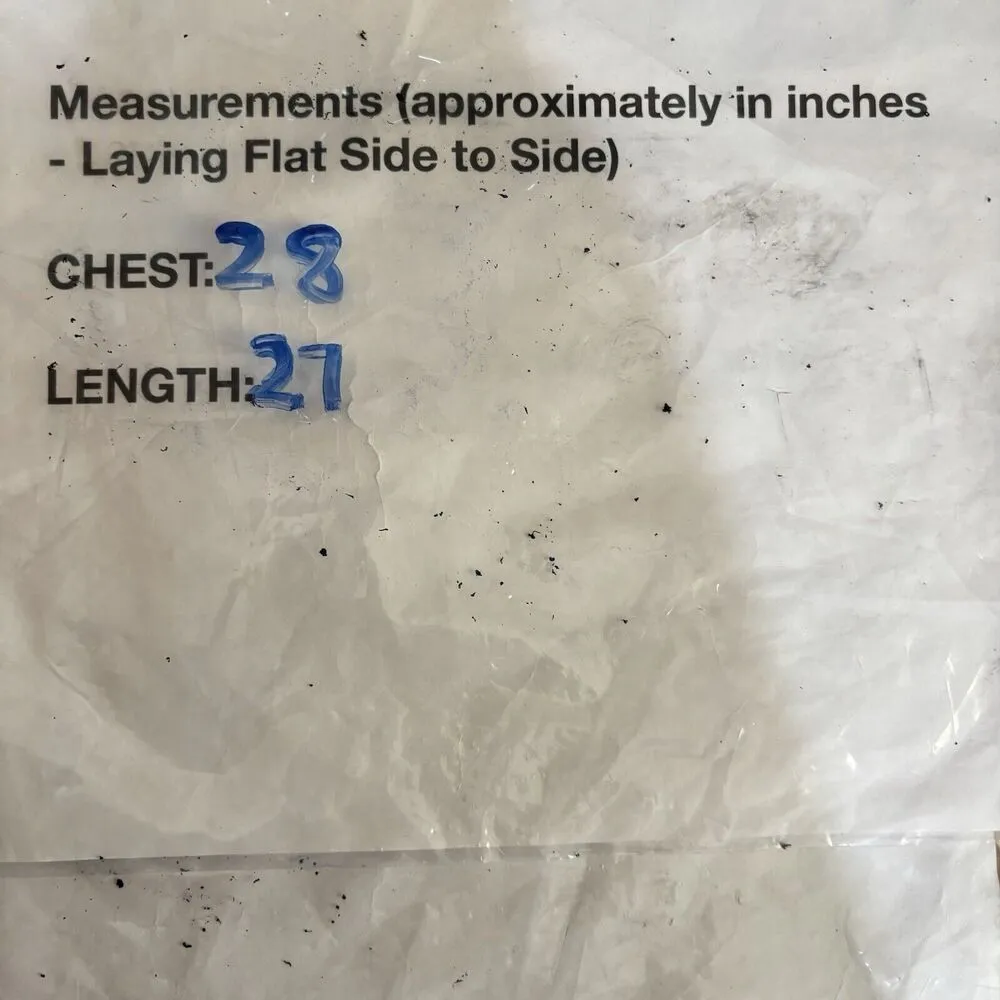 Measurements (approximately in inches
- Laying Flat Side to Side)
CHEST: 28
LENGTH: 27